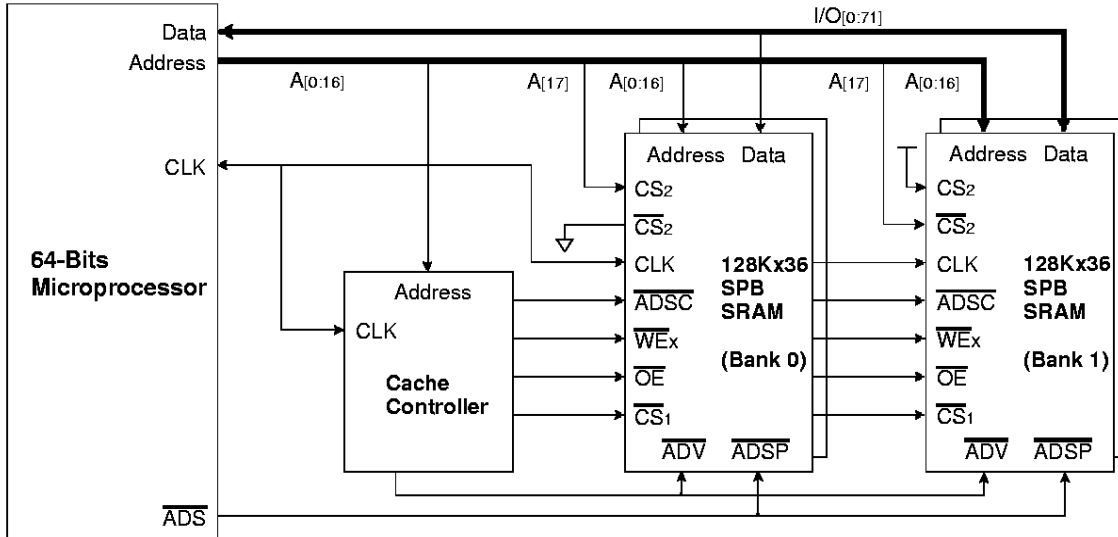 I/O[0:71]
Data
Address
A[0:16]
A[17]
A[0:16]
A[17]
A[0:16]
CLK
64-Bits
Microprocessor
ADS
Address
CLK
Cache
Controller
Address Data
CS2
CS2
CLK
ADSC
WEx
OE
CS1
128Kx36
SPB
SRAM
(Bank 0)
ADV ADSP
Address Data
CS2
CS2
CLK
ADSC
WEx
OE
CS1
128Kx36
SPB
SRAM
(Bank 1)
ADV ADSP